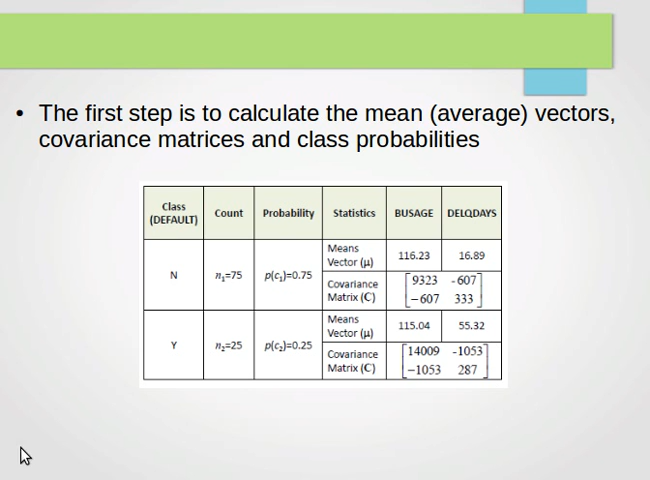 • The first step is to calculate the mean (average) vectors,
covariance matrices and class probabilities
Class (DEFAULT) Count Probability Statistics BUSAGE DELQDAYS
N n₁=75 p(c₁)=0.75
Means Vector (μ) 116.23 16.89
Covariance Matrix (C)
[9323 -607]
[-607 333]
Y n₂=25 p(c₂)=0.25
Means Vector (μ) 115.04 55.32
Covariance Matrix (C)
[14009 -1053]
[-1053 287]